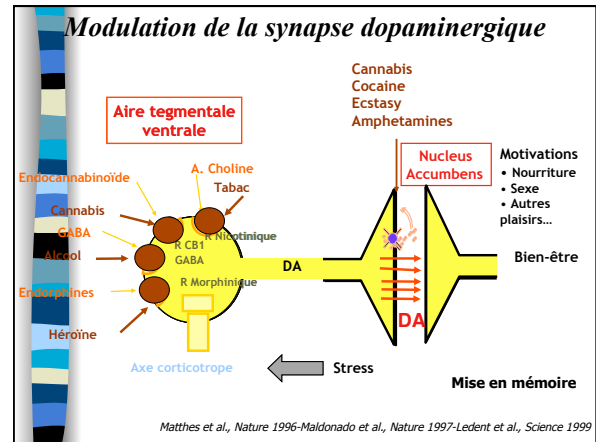 Modulation de la synapse dopaminergique
Cannabis
Cocaine
Ecstasy
Amphetamines
Aire tegmentale
ventrale
Nucleus
Accumbens
Motivations
• Nourriture
• Sexe
• Autres
plaisirs...
A. Choline
Tabac
Endocannabinoïde
Cannabis
GABA
Alcool
Endorphines
Héroïne
R Nicotinique
R CB1
GABA
R Morphinique
DA
DA
Bien-être
Axe corticotrope
Stress
Mise en mémoire
Matthes et al., Nature 1996-Maldonado et al., Nature 1997-Ledent et al., Science 1999